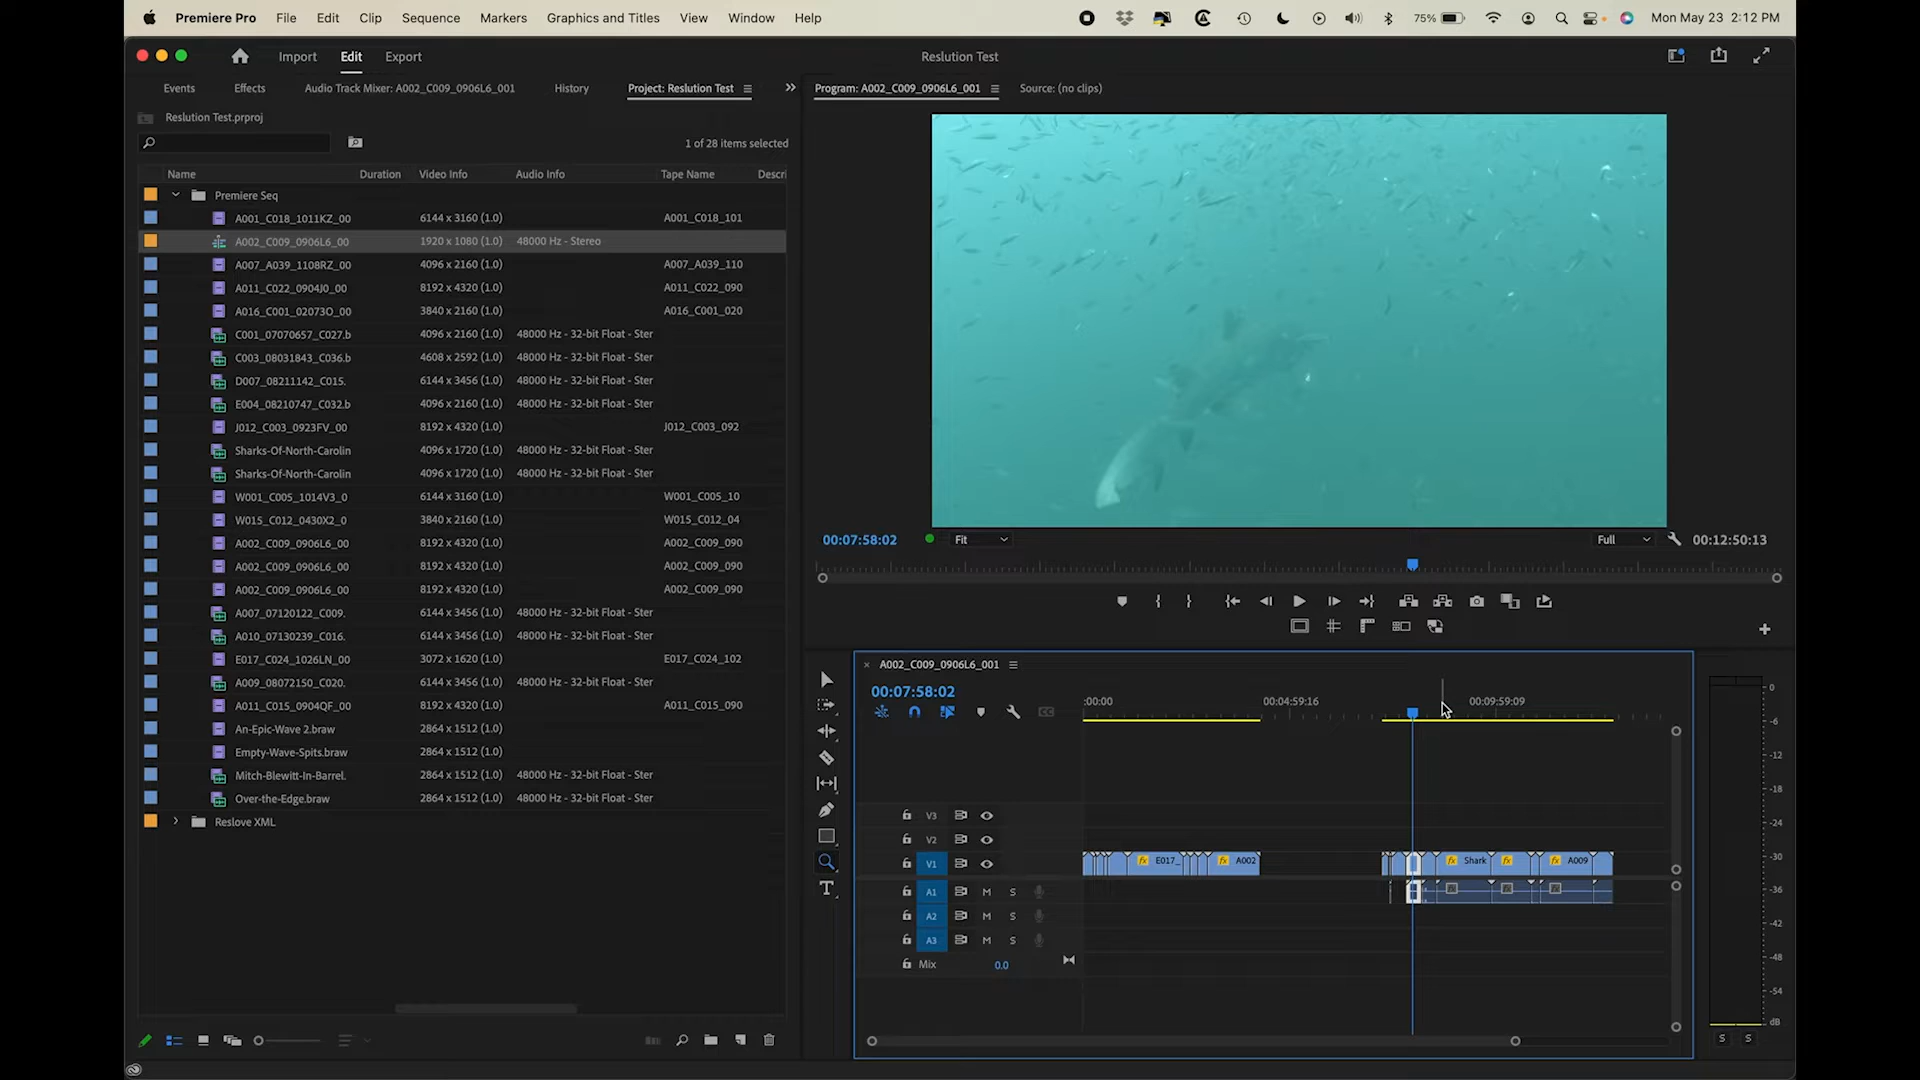 Premiere Pro File Edit Clip Sequence Markers Graphics and Titles View Window Help 75% Mon May 23 2:12 PM
Import Edit Export Reslution Test
Events Effects Audio Track Mixer: A002_C009_0906L6_001 History Project: Reslution Test Program: A002_C009_0906L6_001 Source: (no clips)
Reslution Test.prproj
1 of 28 items selected
Name Duration Video Info Audio Info Tape Name Descri
Premiere Seq
A001_C018_1011KZ_00 6144 x 3160 (1.0) A001_C018_101
A002_C009_0906L6_00 1920 x 1080 (1.0) 48000 Hz - Stereo
A007_A039_1108RZ_00 4096 x 2160 (1.0) A007_A039_110
A011_C022_0904J0_00 8192 x 4320 (1.0) A011_C022_090
A016_C001_02073O_00 3840 x 2160 (1.0) A016_C001_020
C001_07070657_C027.b 4096 x 2160 (1.0) 48000 Hz - 32-bit Float - Ster
C003_08031843_C036.b 4608 x 2592 (1.0) 48000 Hz - 32-bit Float - Ster
D007_08211142_C015. 6144 x 3456 (1.0) 48000 Hz - 32-bit Float - Ster
E004_08210747_C032.b 4096 x 2160 (1.0) 48000 Hz - 32-bit Float - Ster
J012_C003_0923FV_00 8192 x 4320 (1.0) J012_C003_092
Sharks-Of-North-Carolin 4096 x 1720 (1.0) 48000 Hz - 32-bit Float - Ster
Sharks-Of-North-Carolin 4096 x 1720 (1.0) 48000 Hz - 32-bit Float - Ster
W001_C005_1014V3_0 6144 x 3160 (1.0) W001_C005_10
W015_C012_0430X2_0 3840 x 2160 (1.0) W015_C012_04
A002_C009_0906L6_00 8192 x 4320 (1.0) A002_C009_090
A002_C009_0906L6_00 8192 x 4320 (1.0) A002_C009_090
A002_C009_0906L6_00 8192 x 4320 (1.0) A002_C009_090
A007_07120122_C009. 6144 x 3456 (1.0) 48000 Hz - 32-bit Float - Ster
A010_07130239_C016. 6144 x 3456 (1.0) 48000 Hz - 32-bit Float - Ster
E017_C024_1026LN_00 3072 x 1620 (1.0) E017_C024_102
A009_08072150_C020. 6144 x 3456 (1.0) 48000 Hz - 32-bit Float - Ster
A011_C015_0904QF_00 8192 x 4320 (1.0) A011_C015_090
An-Epic-Wave 2.braw 2864 x 1512 (1.0)
Empty-Wave-Spits.braw 2864 x 1512 (1.0)
Mitch-Blewitt-In-Barrel. 2864 x 1512 (1.0) 48000 Hz - 32-bit Float - Ster
Over-the-Edge.braw 2864 x 1512 (1.0) 48000 Hz - 32-bit Float - Ster
Reslove XML
00:07:58:02 Fit Full 00:12:50:13
A002_C009_0906L6_001
00:07:58:02
:00:00 00:04:59:16 00:09:59:09
V3
V2
V1 fx E017_ fx A002 fx Shark fx fx A009
A1 M S fx fx fx
A2 M S
A3 M S
Mix 0.0
0
-6
-12
-18
-24
-30
-36
-42
-48
-54
dB
S S